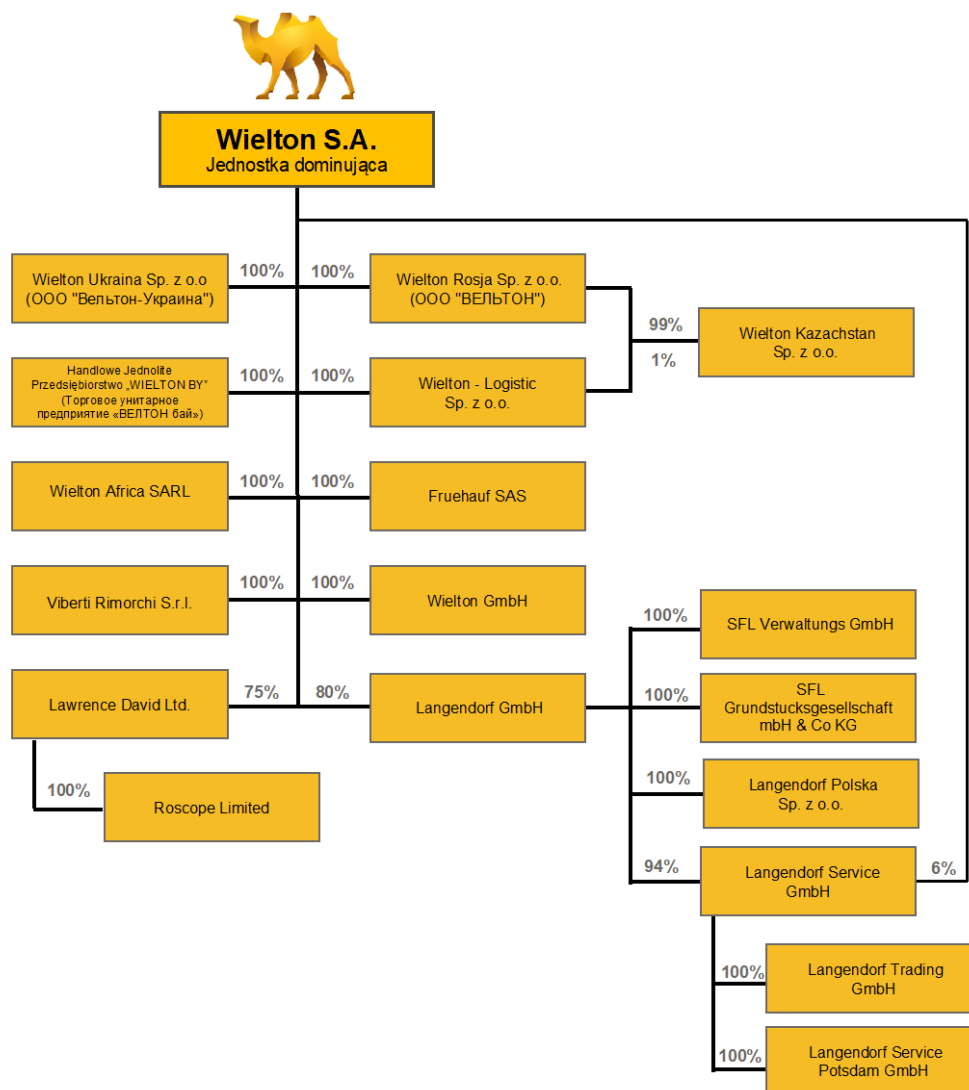 Wielton S.A.
Jednostka dominująca
Wielton Ukraina Sp. z o.o
(ООО "Вельтон-Украина")
100%
100%
Wielton Rosja Sp. z o.o.
(ООО "ВЕЛЬТОН")
99%
1%
Wielton Kazachstan
Sp. z o.o.
Handlowe Jednolite
Przedsiębiorstwo „WIELTON BY”
(Торговое унитарное
предприятие «ВЕЛТОН бай»)
100%
100%
Wielton - Logistic
Sp. z o.o.
Wielton Africa SARL
100%
100%
Fruehauf SAS
Viberti Rimorchi S.r.l.
100%
100%
Wielton GmbH
100%
SFL Verwaltungs GmbH
Lawrence David Ltd.
75%
80%
Langendorf GmbH
100%
SFL
Grundstucksgesellschaft
mbH & Co KG
100%
Roscope Limited
100%
Langendorf Polska
Sp. z o.o.
94%
Langendorf Service
GmbH
6%
100%
Langendorf Trading
GmbH
100%
Langendorf Service
Potsdam GmbH